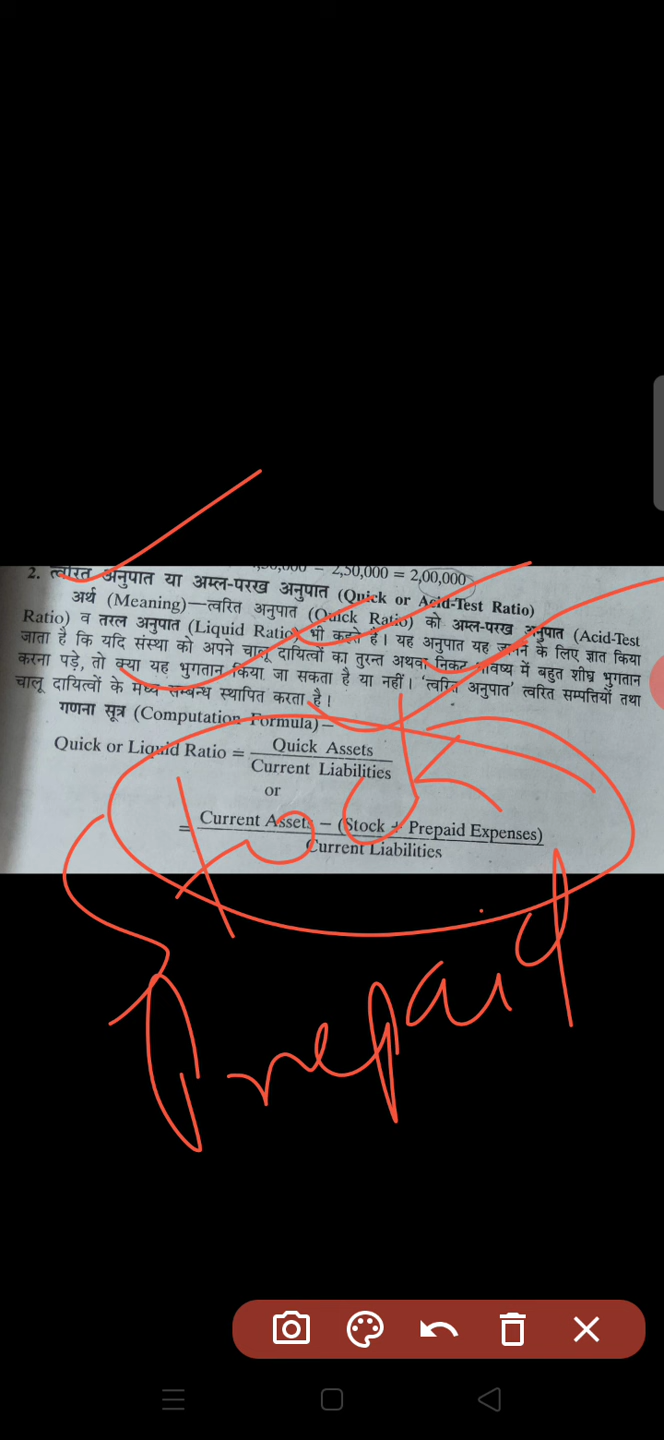 2,50,000 = 2,00,000
2. त्वरित अनुपात या अम्ल-परख अनुपात (Quick or Acid-Test Ratio)
अर्थ (Meaning)—त्वरित अनुपात (Quick Ratio) को अम्ल-परख अनुपात (Acid-Test
Ratio) व तरल अनुपात (Liquid Ratio) भी कहते हैं। यह अनुपात यह जानने के लिए ज्ञात किया
जाता है कि यदि संस्था को अपने चालू दायित्वों का तुरन्त अथवा निकट भविष्य में बहुत शीघ्र भुगतान
करना पड़े, तो क्या यह भुगतान किया जा सकता है या नहीं। 'त्वरित अनुपात' त्वरित सम्पत्तियों तथा
चालू दायित्वों के मध्य सम्बन्ध स्थापित करता है।
गणना सूत्र (Computation Formula)–
Quick or Liquid Ratio = Quick Assets
Current Liabilities
or
= Current Assets − (Stock + Prepaid Expenses)
Current Liabilities
Prepaid